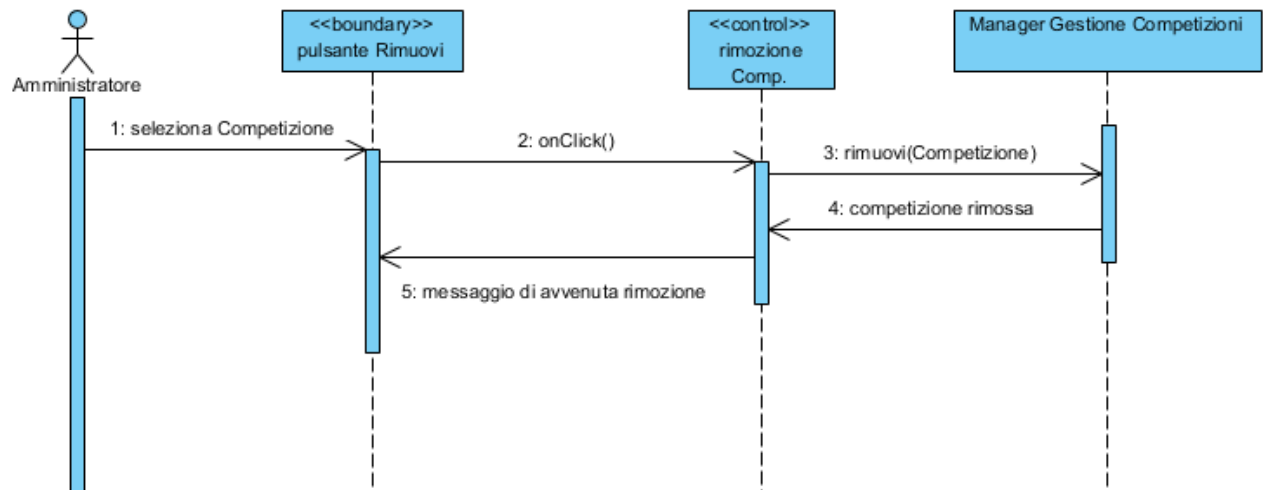 <<boundary>>
pulsante Rimuovi
<<control>>
rimozione
Comp.
Manager Gestione Competizioni
Amministratore
1: seleziona Competizione
2: onClick()
3: rimuovi(Competizione)
4: competizione rimossa
5: messaggio di avvenuta rimozione